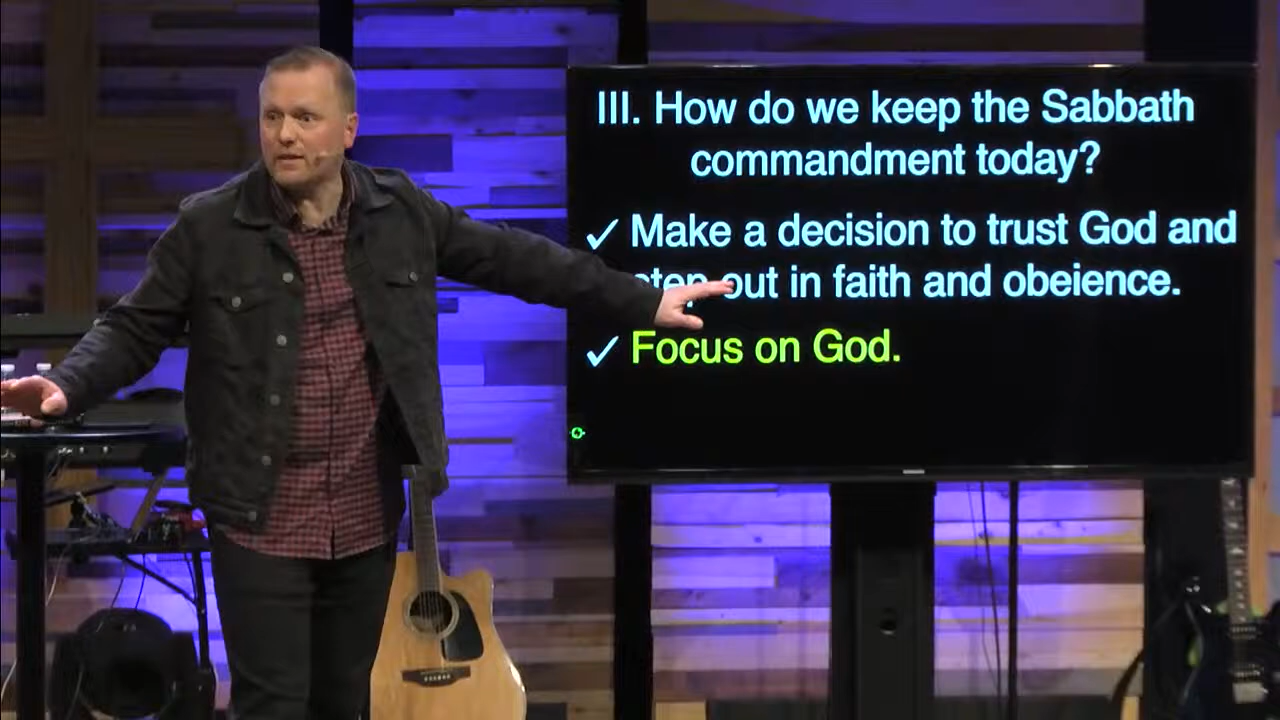 III. How do we keep the Sabbath
commandment today?
✓ Make a decision to trust God and
step out in faith and obeience.
✓ Focus on God.